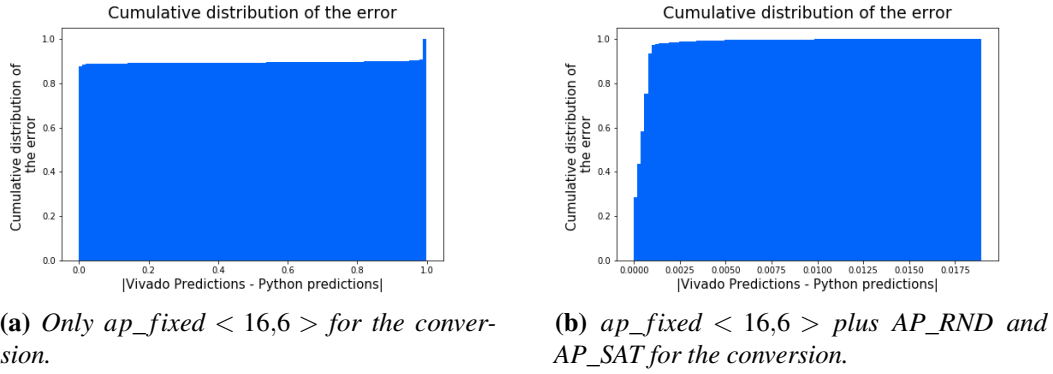 Cumulative distribution of the error
1.0
0.8
0.6
0.4
0.2
0.0
Cumulative distribution of
the error
0.0 0.2 0.4 0.6 0.8 1.0
|Vivado Predictions - Python predictions|
(a) Only ap_fixed < 16,6 > for the conver-
sion.
Cumulative distribution of the error
1.0
0.8
0.6
0.4
0.2
0.0
Cumulative distribution of
the error
0.0000 0.0025 0.0050 0.0075 0.0100 0.0125 0.0150 0.0175
|Vivado Predictions - Python predictions|
(b) ap_fixed < 16,6 > plus AP_RND and
AP_SAT for the conversion.